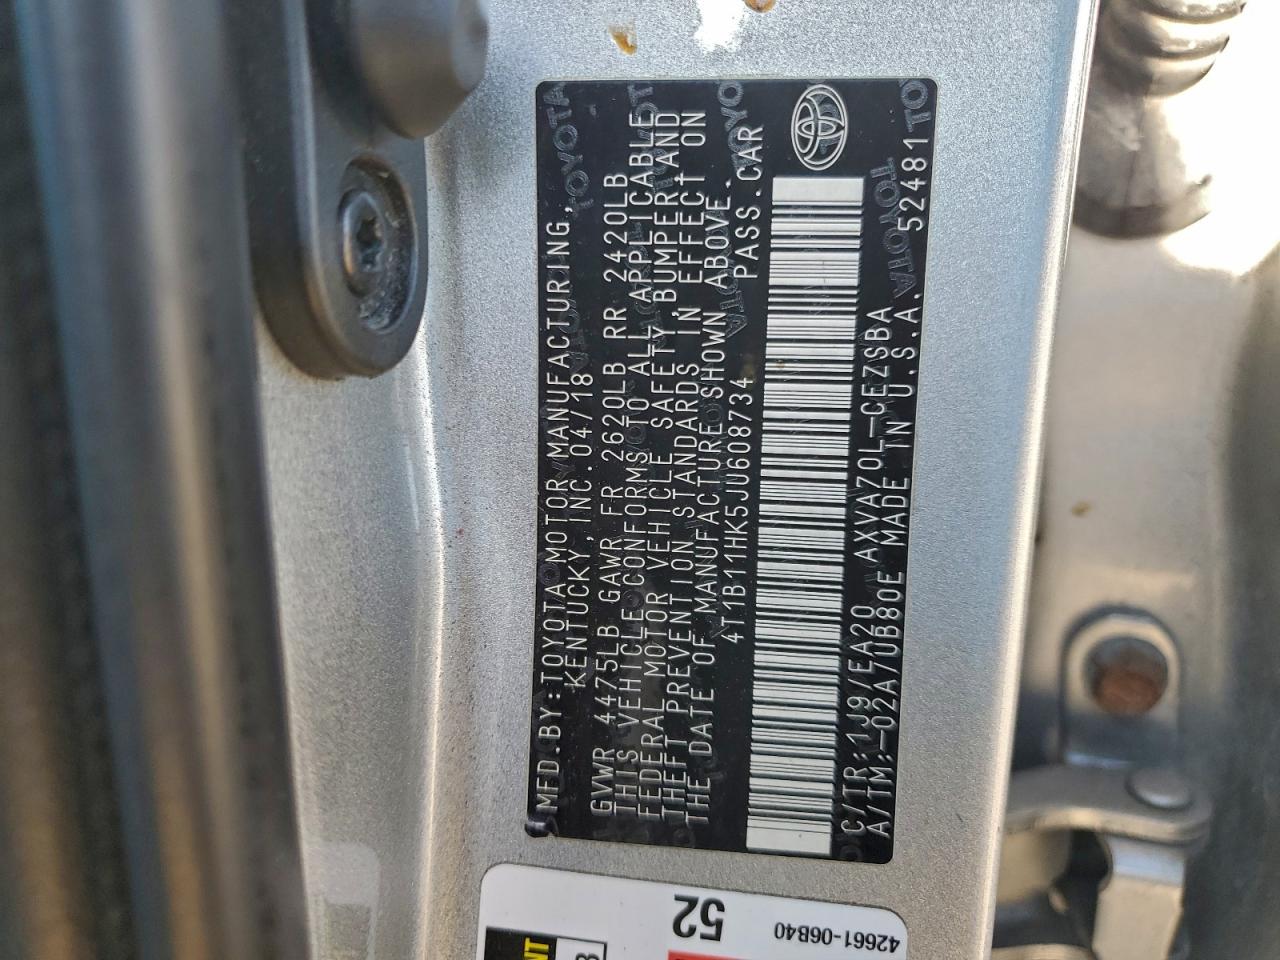 MFD.BY:TOYOTA MOTOR MANUFACTURING,
KENTUCKY,INC.04/18
GVWR 4475LB GAWR FR 2620LB RR 2420LB
THIS VEHICLE CONFORMS TO ALL APPLICABLE
FEDERAL MOTOR VEHICLE SAFETY,BUMPER,AND
THEFT PREVENTION STANDARDS IN EFFECT ON
THE DATE OF MANUFACTURE SHOWN ABOVE.
4T1B11HK5JU608734 PASS.CAR
C/TR:1J9/EA20 AXVA70L-CEZSBA
A/TM:-02A/UB80E MADE IN U.S.A. 52481
52
42661-06B40